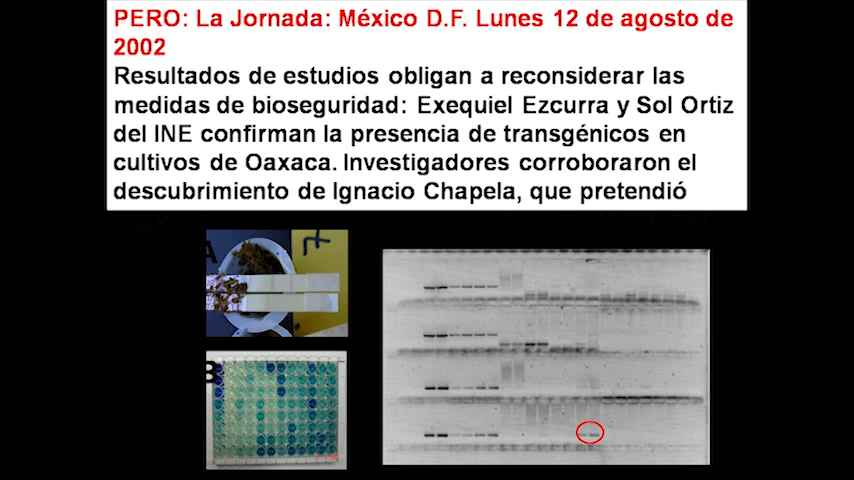 PERO: La Jornada: México D.F. Lunes 12 de agosto de
2002
Resultados de estudios obligan a reconsiderar las
medidas de bioseguridad: Exequiel Ezcurra y Sol Ortiz
del INE confirman la presencia de transgénicos en
cultivos de Oaxaca. Investigadores corroboraron el
descubrimiento de Ignacio Chapela, que pretendió
A
B